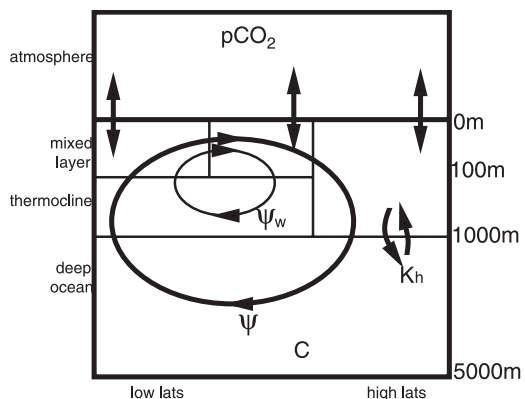 pCO2
atmosphere
0m
mixed
layer
100m
thermocline
ψw
1000m
Kh
deep
ocean
ψ
C
5000m
low lats
high lats